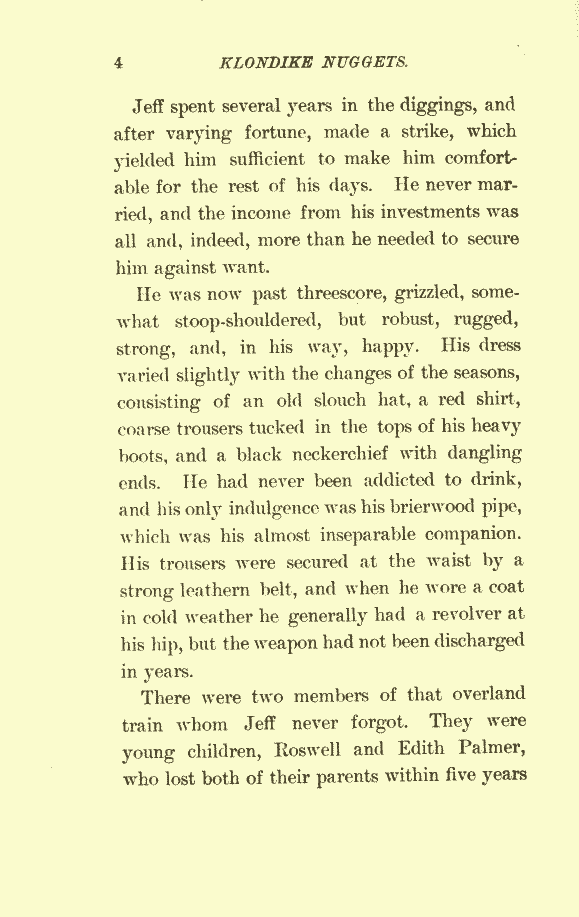 4 KLONDIKE NUGGETS.
Jeff spent several years in the diggings, and
after varying fortune, made a strike, which
yielded him sufficient to make him comfort-
able for the rest of his days. He never mar-
ried, and the income from his investments was
all and, indeed, more than he needed to secure
him against want.
He was now past threescore, grizzled, some-
what stoop-shouldered, but robust, rugged,
strong, and, in his way, happy. His dress
varied slightly with the changes of the seasons,
consisting of an old slouch hat, a red shirt,
coarse trousers tucked in the tops of his heavy
boots, and a black neckerchief with dangling
ends. He had never been addicted to drink,
and his only indulgence was his brierwood pipe,
which was his almost inseparable companion.
His trousers were secured at the waist by a
strong leathern belt, and when he wore a coat
in cold weather he generally had a revolver at
his hip, but the weapon had not been discharged
in years.
There were two members of that overland
train whom Jeff never forgot. They were
young children, Roswell and Edith Palmer,
who lost both of their parents within five years